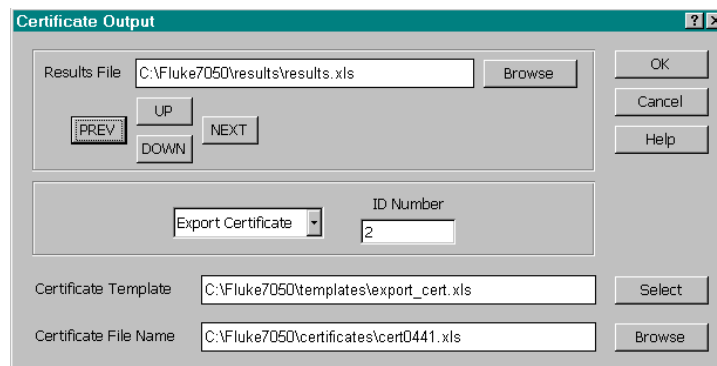 Certificate Output ? X
Results File C:\Fluke7050\results\results.xls Browse OK
UP Cancel
PREV NEXT
DOWN Help
Export Certificate ID Number
2
Certificate Template C:\Fluke7050\templates\export_cert.xls Select
Certificate File Name C:\Fluke7050\certificates\cert0441.xls Browse